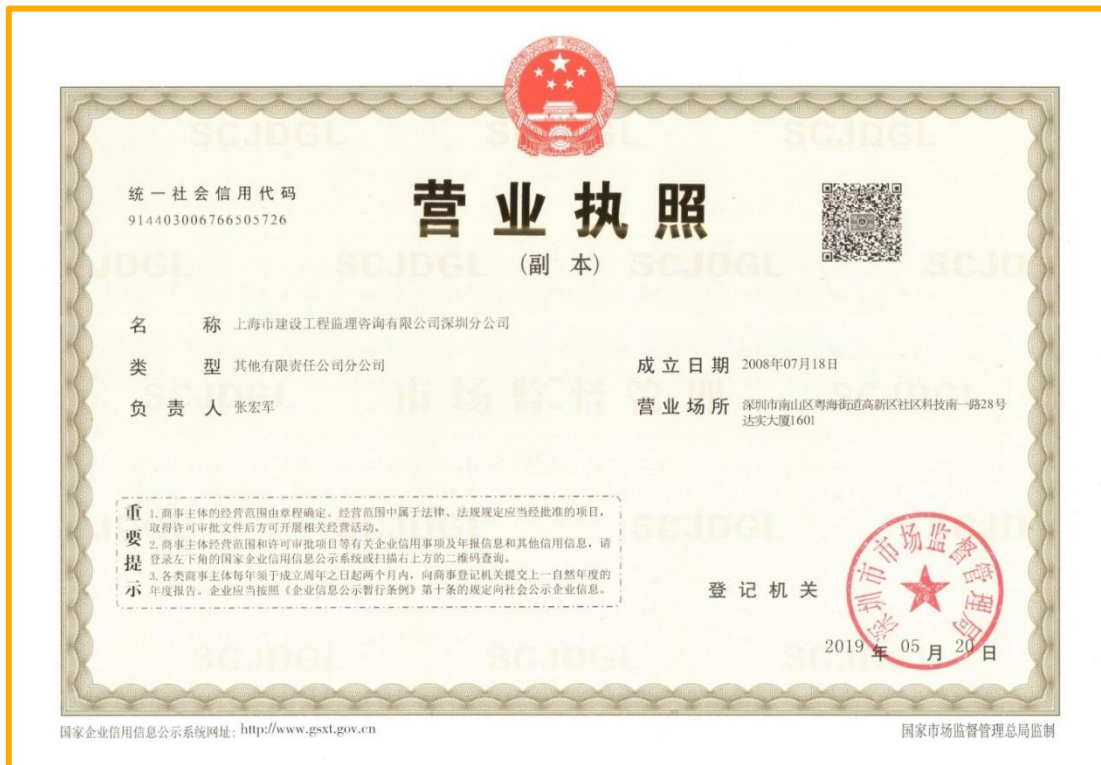 统一社会信用代码
914403006766505726
营业执照
(副 本)
名 称 上海市建设工程监理咨询有限公司深圳分公司
类 型 其他有限责任公司分公司
成立日期 2008年07月18日
负责人 张宏军
营业场所 深圳市南山区粤海街道高新区社区科技南一路28号
达实大厦1601
重要提示
1. 商事主体的经营范围由章程确定。经营范围中属于法律、法规规定应当经批准的项目,
取得许可审批文件后方可开展相关经营活动。
2. 商事主体经营范围和许可审批项目等有关企业信用事项及年报信息和其他信用信息,请
登录左下角的国家企业信用信息公示系统或扫描右上方的二维码查询。
3. 各类商事主体每年须于成立周年之日起两个月内,向商事登记机关提交上一自然年度的
年度报告。企业应当按照《企业信息公示暂行条例》第十条的规定向社会公示企业信息。
登记机关
深圳市市场监督管理局
2019 年 05 月 20 日
国家企业信用信息公示系统网址: http://www.gsxt.gov.cn
国家市场监督管理总局监制
SCJDGL
市场监督管理